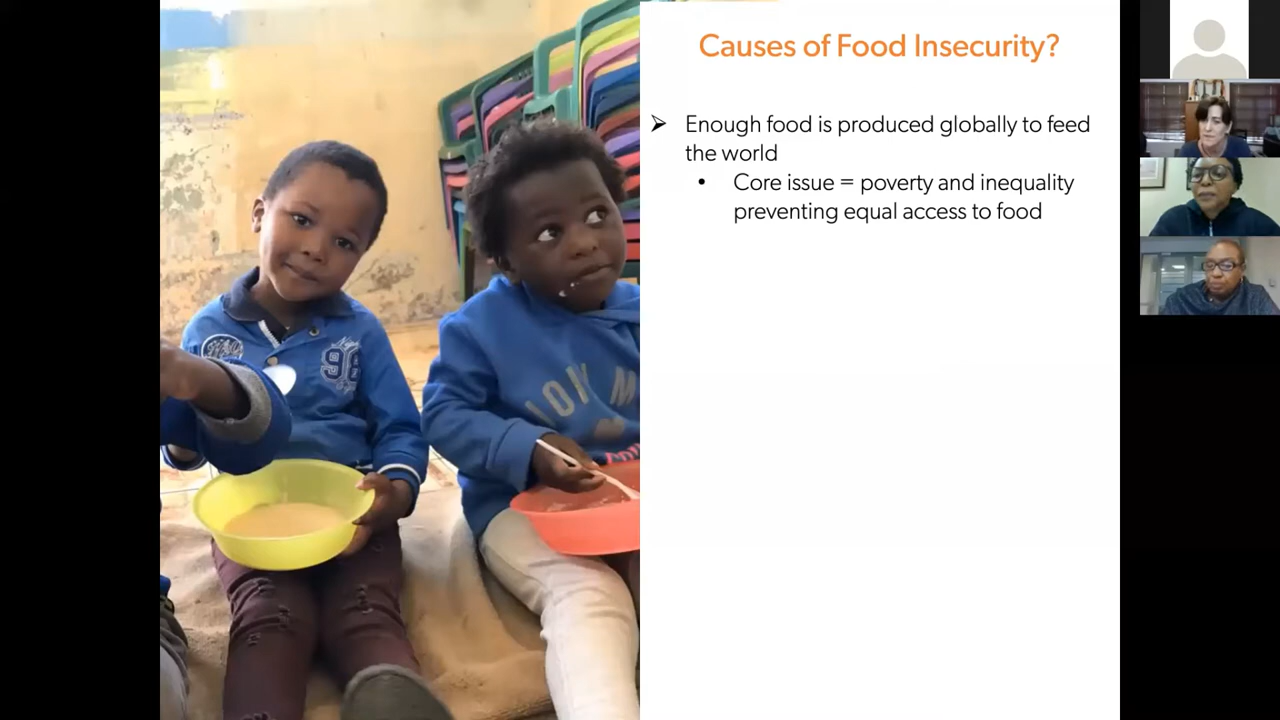 Causes of Food Insecurity?
➢ Enough food is produced globally to feed
the world
• Core issue = poverty and inequality
preventing equal access to food
98